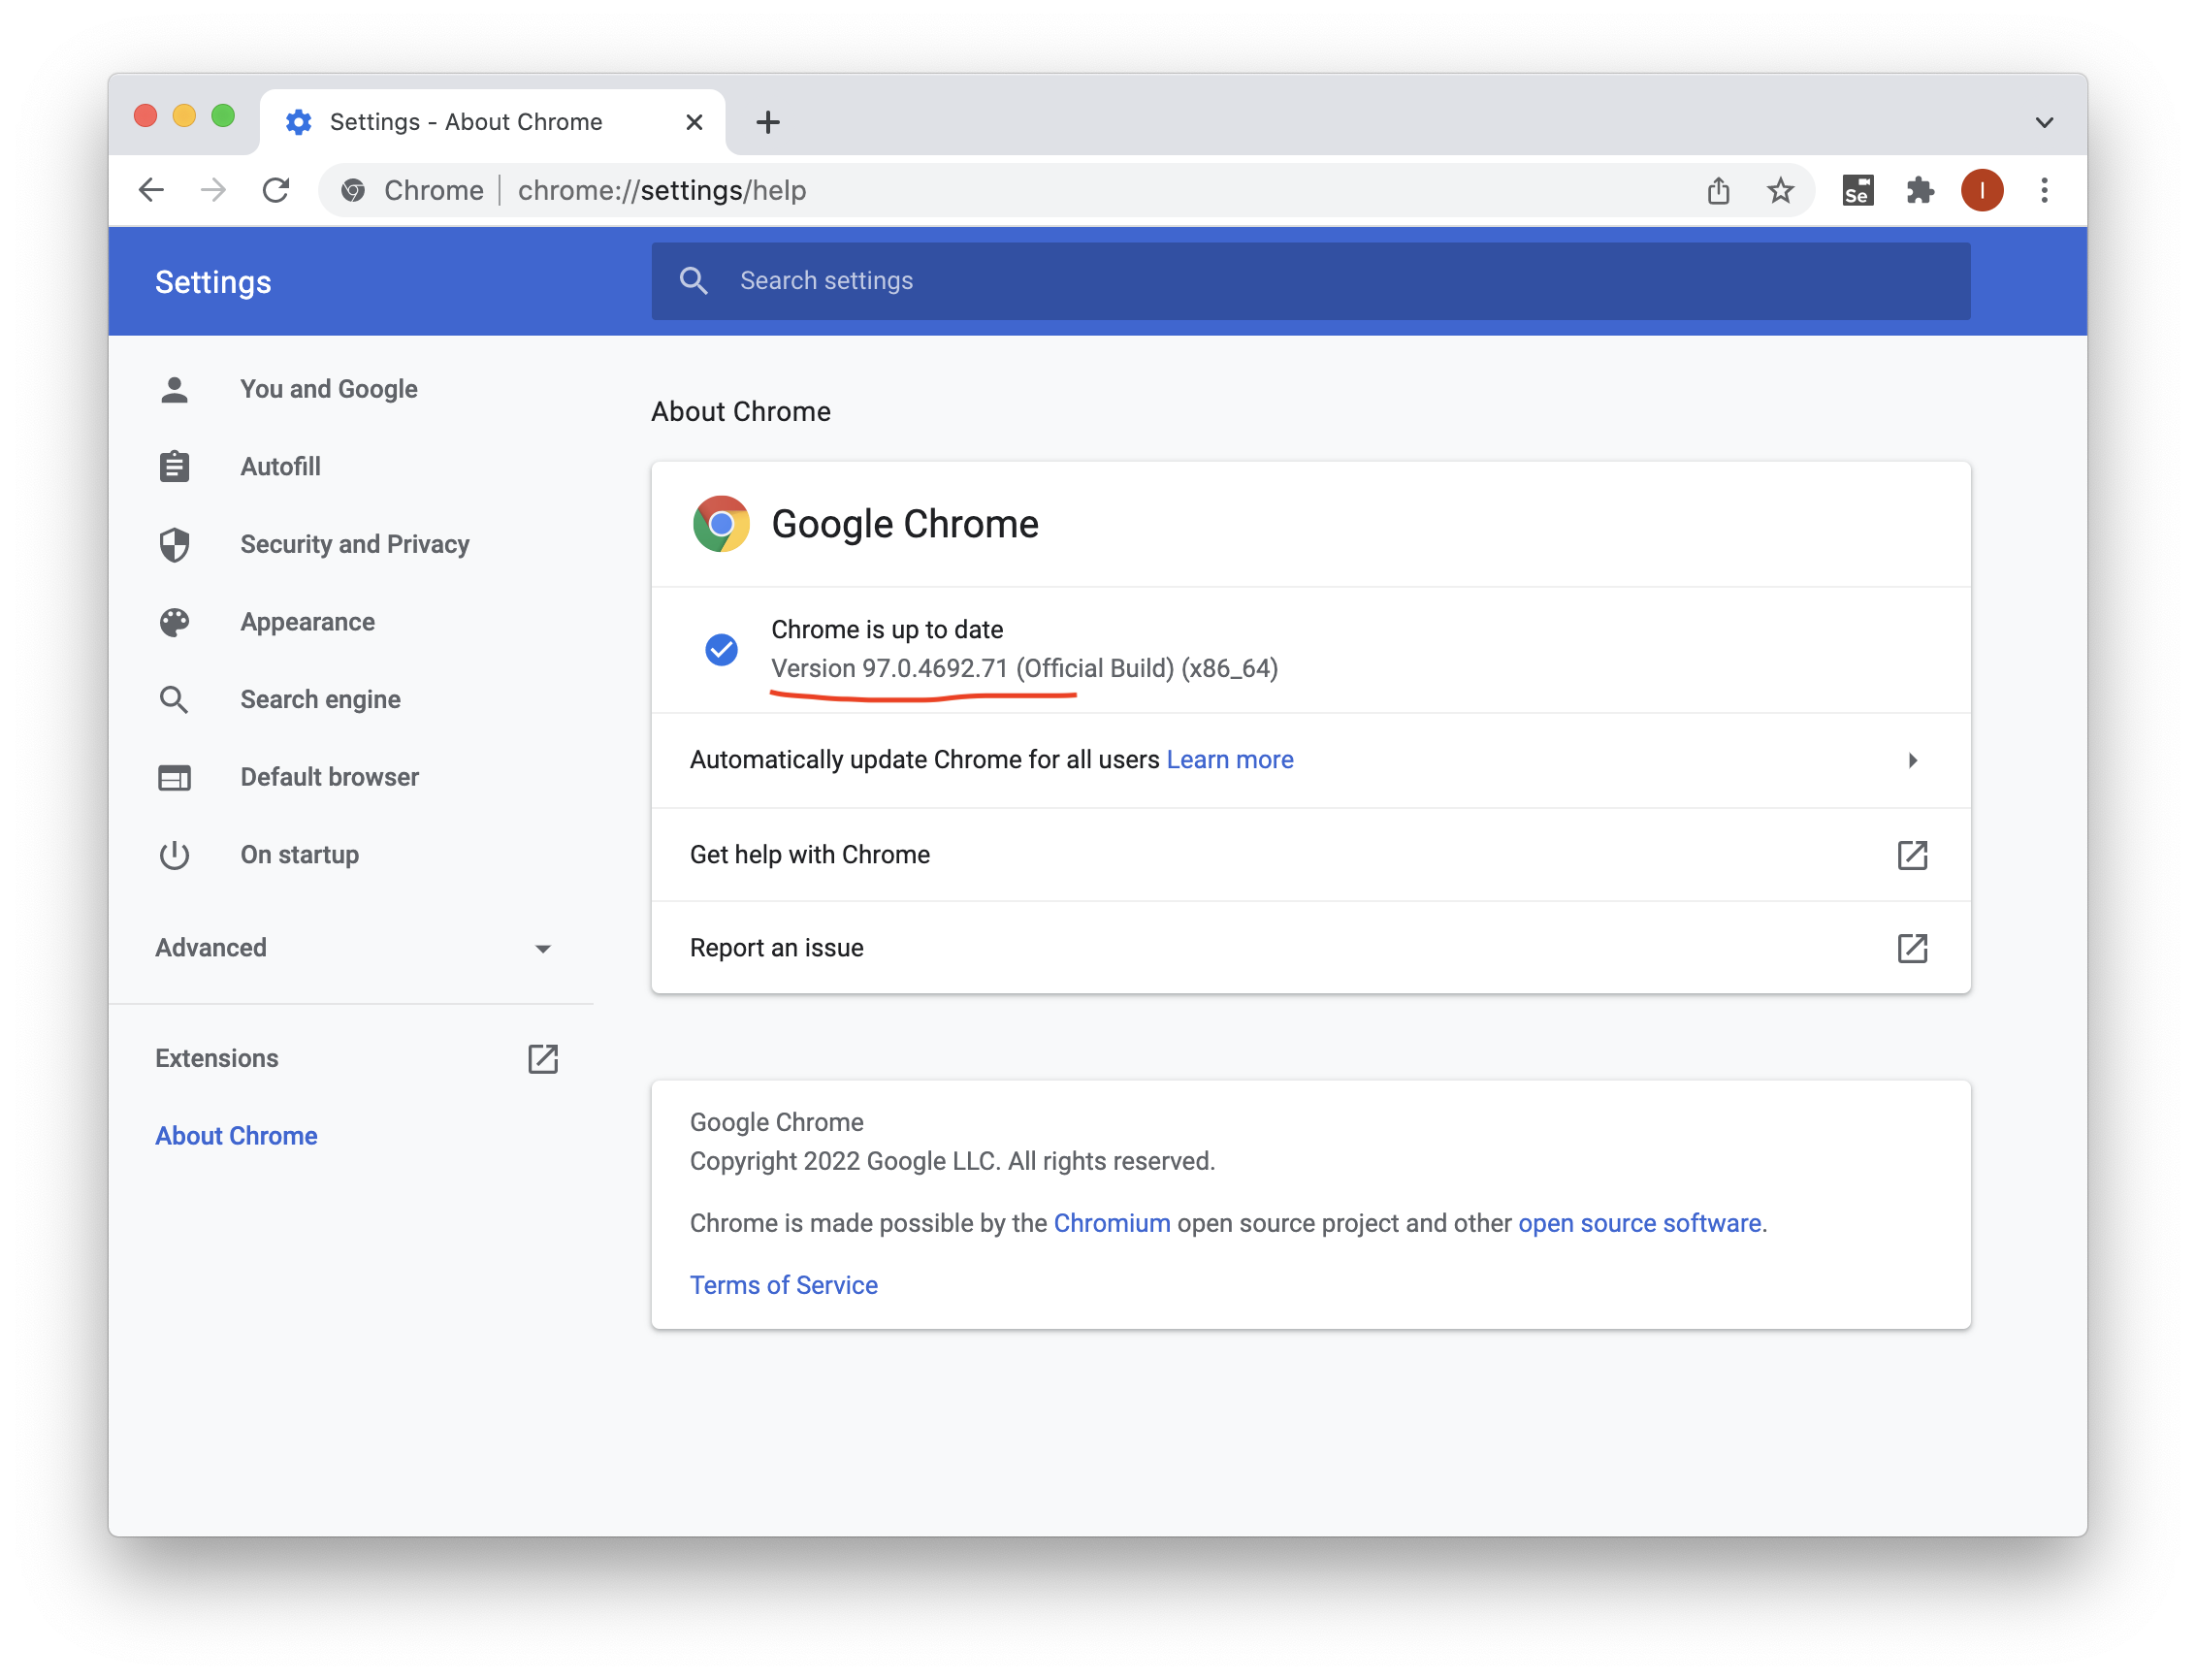 Settings - About Chrome
Chrome
chrome://settings/help
Se
I
Settings
Search settings
You and Google
Autofill
Security and Privacy
Appearance
Search engine
Default browser
On startup
Advanced
Extensions
About Chrome
About Chrome
Google Chrome
Chrome is up to date
Version 97.0.4692.71 (Official Build) (x86_64)
Automatically update Chrome for all users Learn more
Get help with Chrome
Report an issue
Google Chrome
Copyright 2022 Google LLC. All rights reserved.
Chrome is made possible by the Chromium open source project and other open source software.
Terms of Service